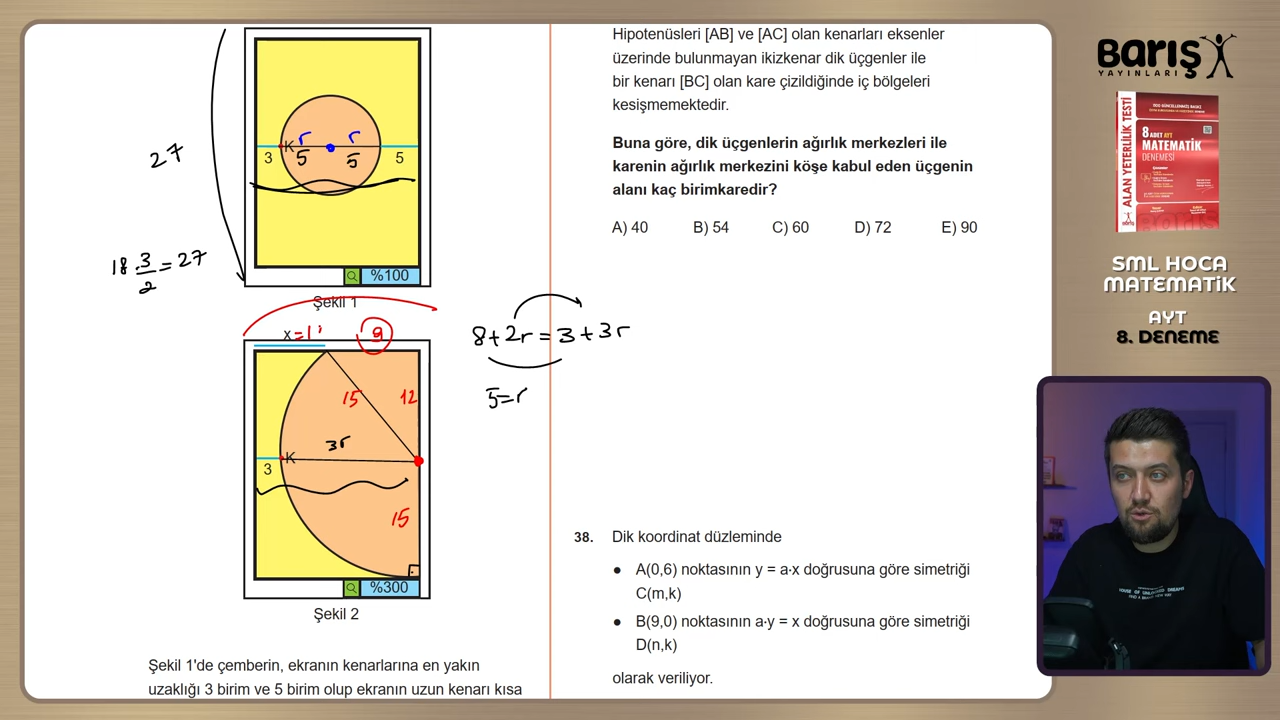 27
r r
3 K 5 5 5
18·3/2=27
%100
Şekil 1
x 9
15 12
3r
3 K
15
%300
Şekil 2
8+2r=3+3r
5=r
Şekil 1'de çemberin, ekranın kenarlarına en yakın
uzaklığı 3 birim ve 5 birim olup ekranın uzun kenarı kısa
Hipotenüsleri [AB] ve [AC] olan kenarları eksenler
üzerinde bulunmayan ikizkenar dik üçgenler ile
bir kenarı [BC] olan kare çizildiğinde iç bölgeleri
kesişmemektedir.
Buna göre, dik üçgenlerin ağırlık merkezleri ile
karenin ağırlık merkezini köşe kabul eden üçgenin
alanı kaç birimkaredir?
A) 40 B) 54 C) 60 D) 72 E) 90
38. Dik koordinat düzleminde
● A(0,6) noktasının y = a·x doğrusuna göre simetriği
C(m,k)
● B(9,0) noktasının a·y = x doğrusuna göre simetriği
D(n,k)
olarak veriliyor.
BARIŞ
YAYINLARI
ALAN YETERLİLİK TESTİ
8 ADET AYT
MATEMATİK
DENEMESİ
SML HOCA
MATEMATİK
AYT
8. DENEME